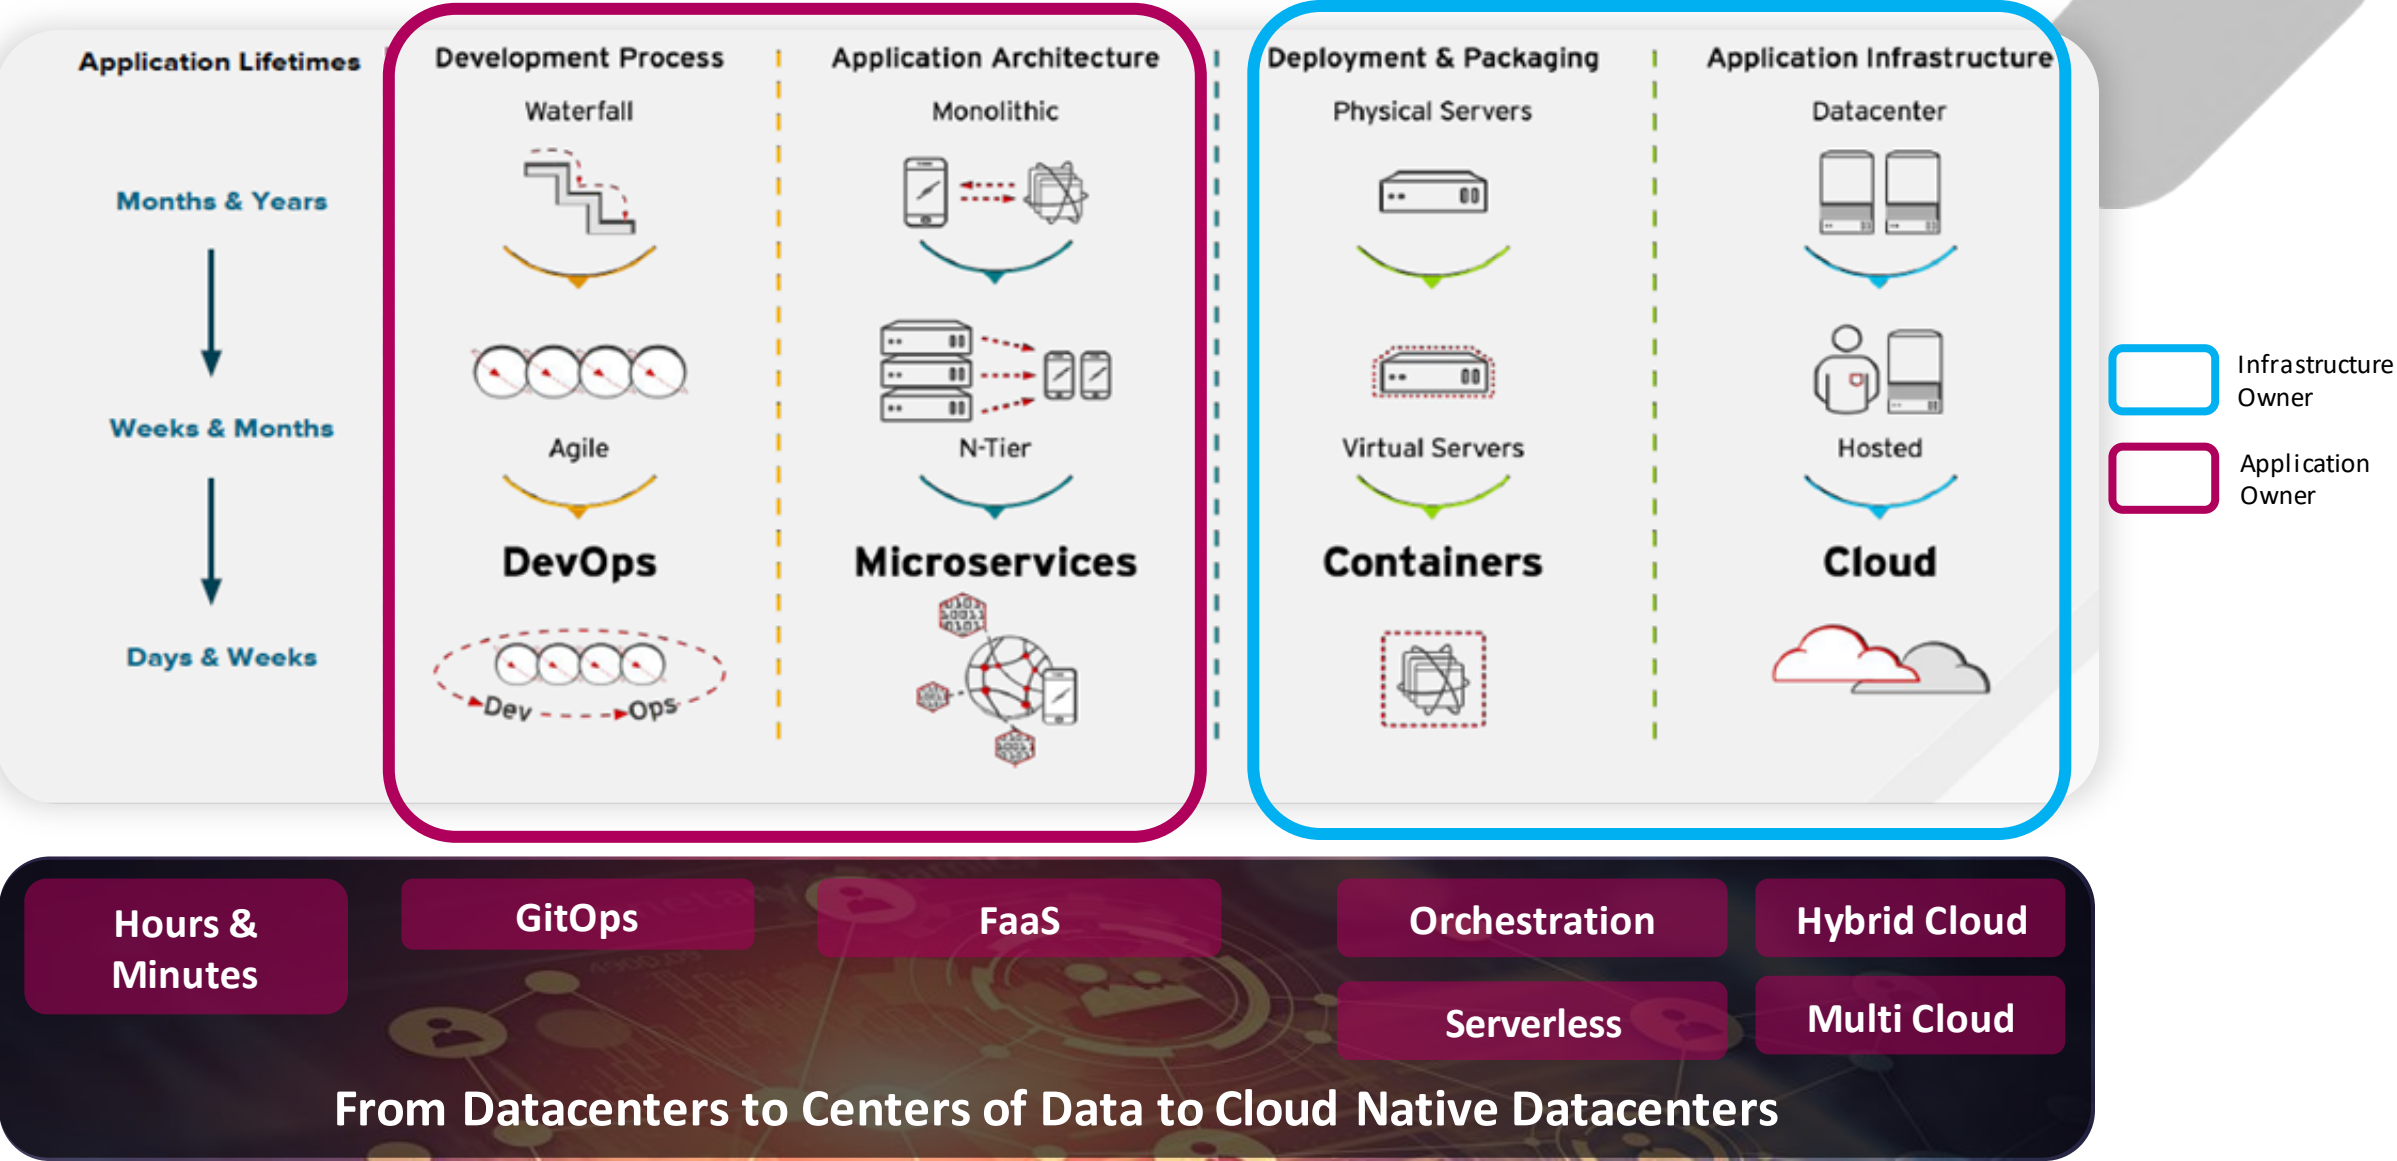 Application Lifetimes
Development Process
Application Architecture
Deployment & Packaging
Application Infrastructure
Waterfall
Monolithic
Physical Servers
Datacenter
Months & Years
Weeks & Months
Agile
N-Tier
Virtual Servers
Hosted
DevOps
Microservices
Containers
Cloud
Days & Weeks
Dev
Ops
Infrastructure
Owner
Application
Owner
Hours &
Minutes
GitOps
FaaS
Orchestration
Hybrid Cloud
Serverless
Multi Cloud
From Datacenters to Centers of Data to Cloud Native Datacenters